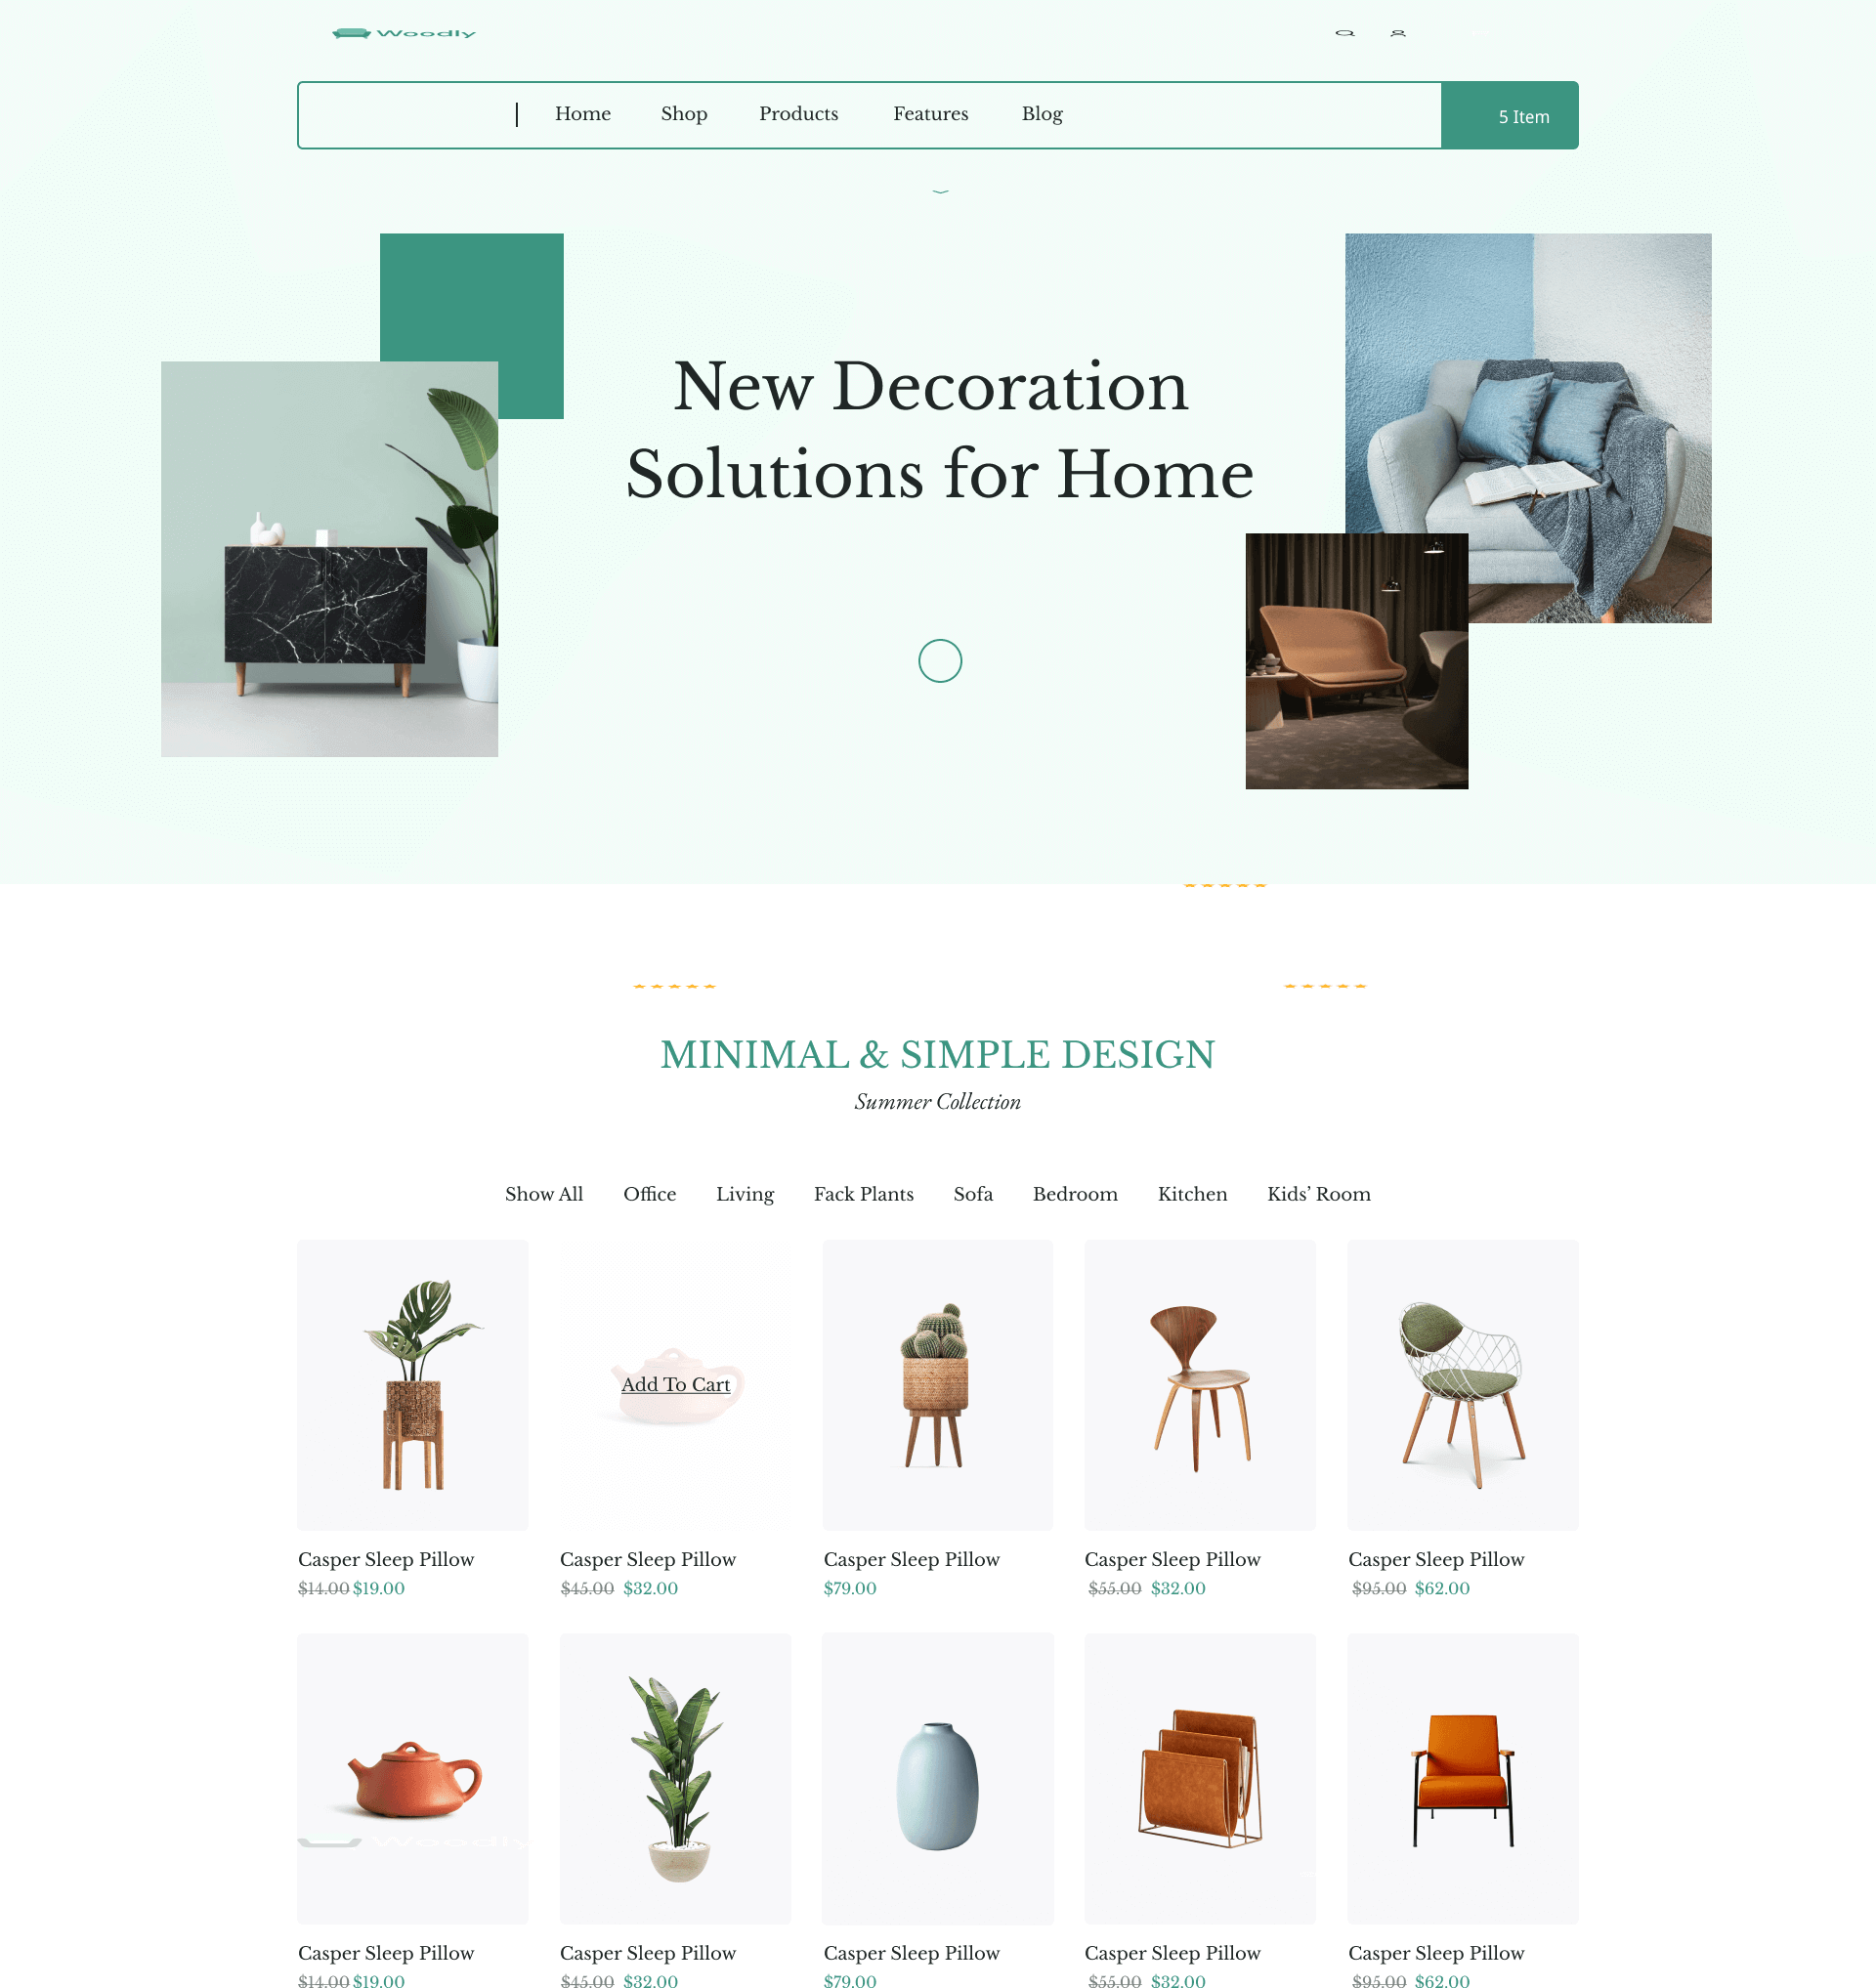 Woodly
Home Shop Products Features Blog
5 Item
New Decoration
Solutions for Home
MINIMAL & SIMPLE DESIGN
Summer Collection
Show All Office Living Fack Plants Sofa Bedroom Kitchen Kids’ Room
Add To Cart
Casper Sleep Pillow Casper Sleep Pillow Casper Sleep Pillow Casper Sleep Pillow Casper Sleep Pillow
$14.00 $19.00 $45.00 $32.00 $79.00 $55.00 $32.00 $95.00 $62.00
Woodly
Casper Sleep Pillow Casper Sleep Pillow Casper Sleep Pillow Casper Sleep Pillow Casper Sleep Pillow
$14.00 $19.00 $45.00 $32.00 $79.00 $55.00 $32.00 $95.00 $62.00